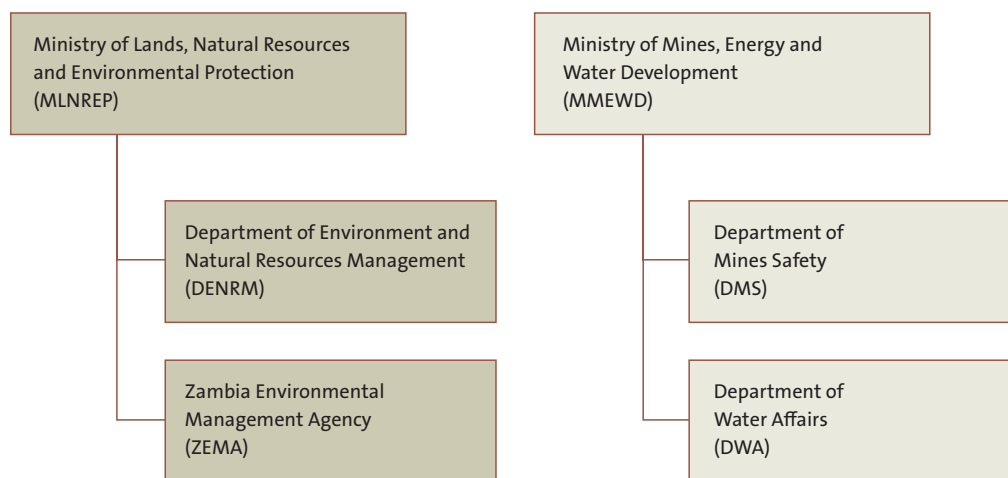 Ministry of Lands, Natural Resources
and Environmental Protection
(MLNREP)
Department of Environment and
Natural Resources Management
(DENRM)
Zambia Environmental
Management Agency
(ZEMA)
Ministry of Mines, Energy and
Water Development
(MMEWD)
Department of
Mines Safety
(DMS)
Department of
Water Affairs
(DWA)